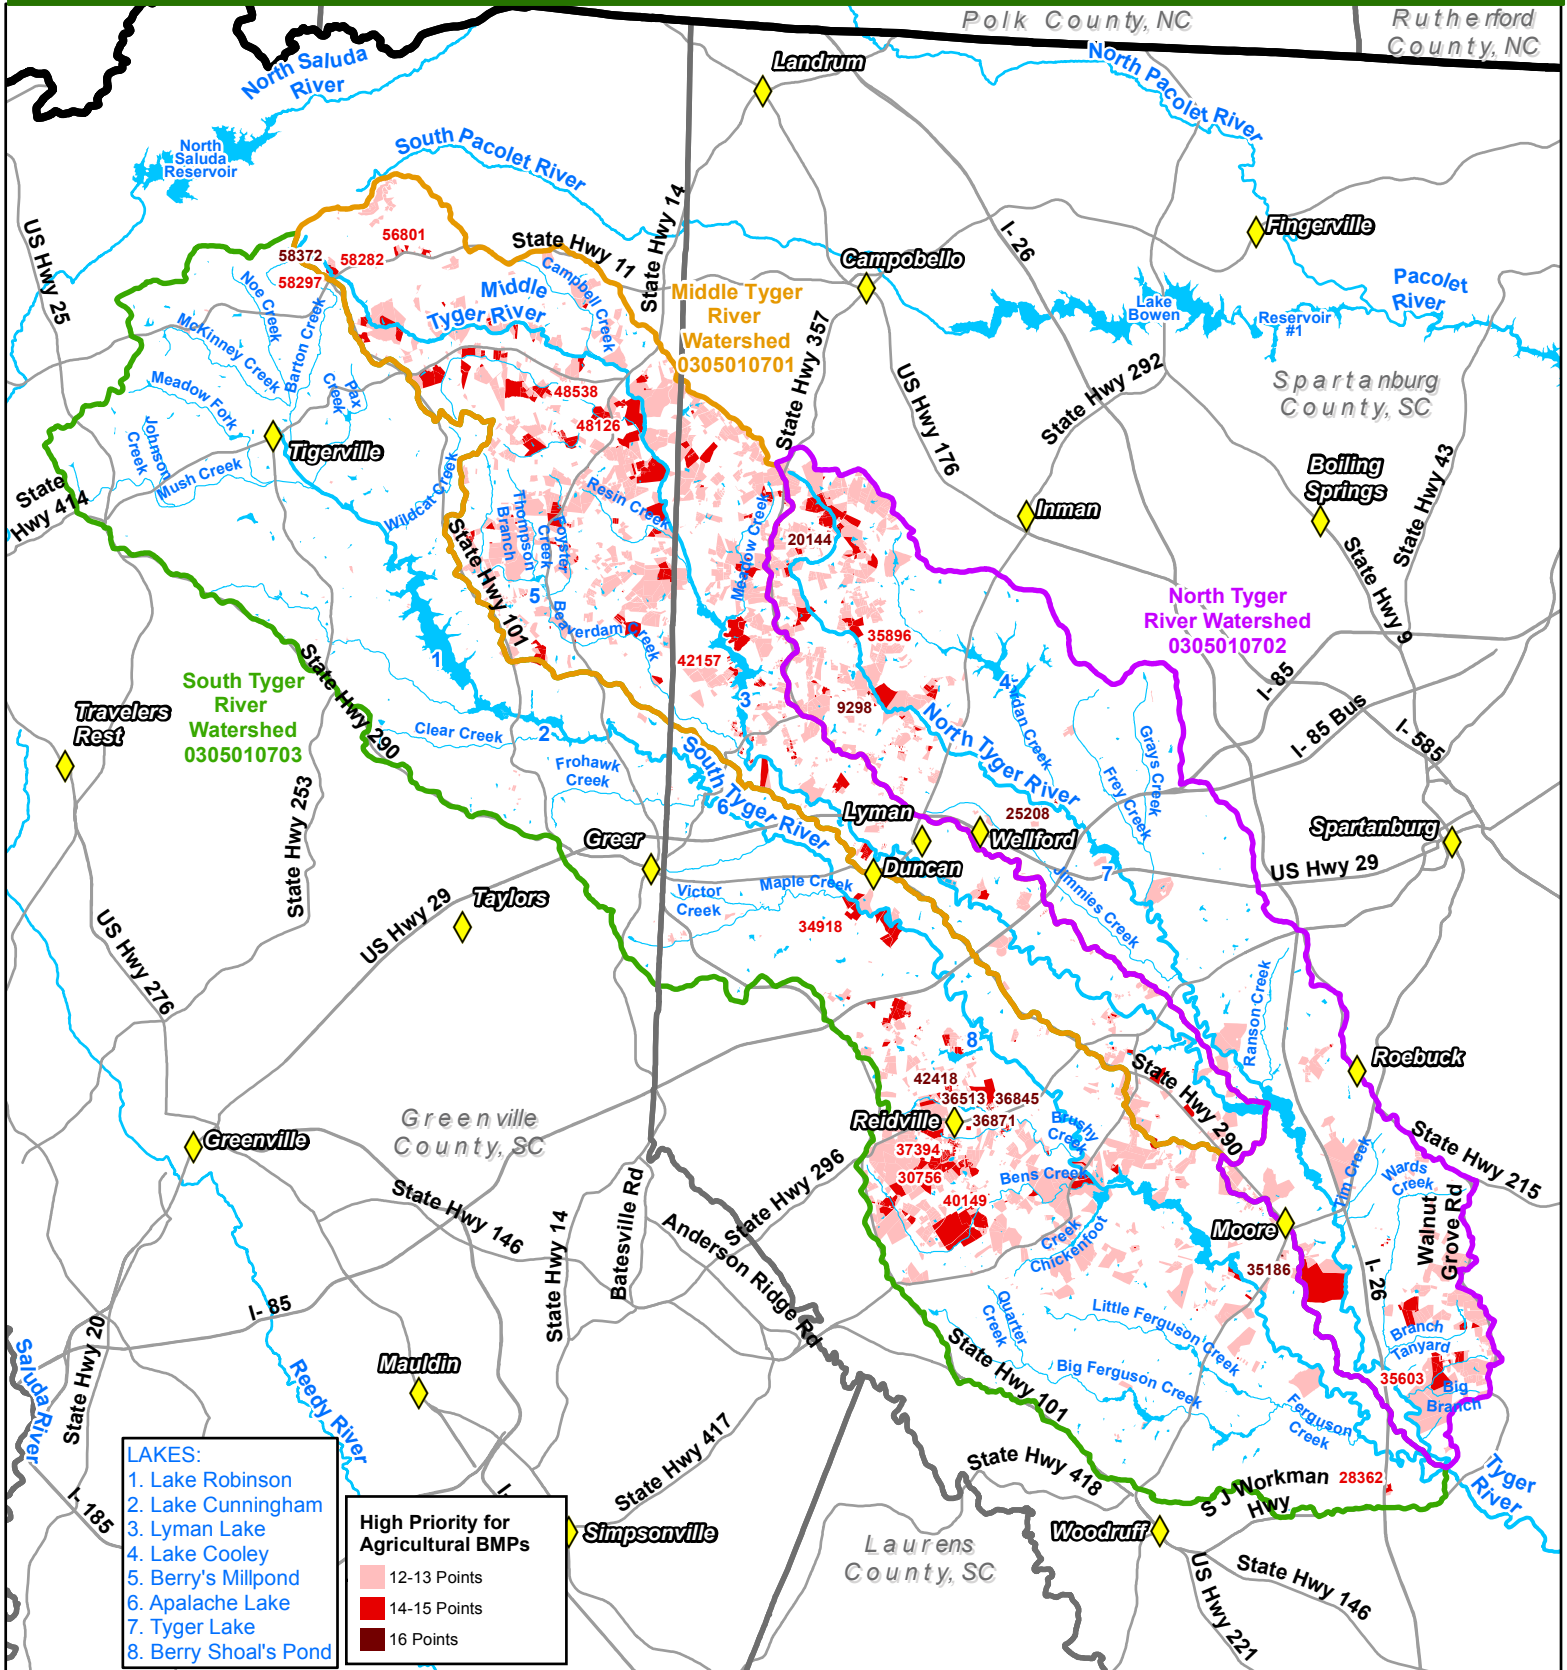 Polk County, NC
Rutherford
County, NC
North Saluda
River
Landrum
North Pacolet River
North
Saluda
Reservoir
South Pacolet River
State Hwy 14
US Hwy 25
56801
State Hwy 11
58372
58282
58297
Campobello
I- 26
Fingerville
Pacolet
River
Lake
Bowen
Reservoir
#1
Noe Creek
Barton Creek
McKinney Creek
Middle
Tyger River
Campbell Creek
Middle Tyger
River
Watershed
0305010701
State Hwy 357
US Hwy 176
State Hwy 292
Spartanburg
County, SC
Meadow Fork
Pax
Creek
Johnson
Creek
Mush Creek
Tigerville
48538
48126
State
Hwy 414
Wildcat Creek
State Hwy 101
Thompson
Branch
Foyster
Creek
Resin Creek
Meadow Creek
20144
Inman
Boiling
Springs
State Hwy 43
State Hwy 9
5
Beaverdam Creek
42157
35896
North Tyger
River Watershed
0305010702
1
State Hwy 290
South Tyger
River
Watershed
0305010703
Travelers
Rest
3
9298
4
Jordan Creek
North Tyger River
Grays Creek
Frey Creek
I- 85
I- 85 Bus
I- 585
Clear Creek
2
Frohawk
Creek
South Tyger River
6
State Hwy 253
Lyman
25208
Wellford
Spartanburg
Greer
Duncan
US Hwy 29
7
Jimmies Creek
Victor
Creek
Maple Creek
Taylors
US Hwy 29
34918
US Hwy 276
Ranson Creek
8
Roebuck
42418
36513
36845
36871
Reidville
Brushy
Creek
State Hwy 290
Greenville
County, SC
Greenville
37394
30756
Bens Creek
40149
Creek
Chickenfoot
Tim Creek
Wards
Creek
State Hwy 215
Walnut
Grove Rd
State Hwy 146
State Hwy 14
Batesville Rd
State Hwy 296
Anderson Ridge Rd
Moore
35186
I- 26
I- 85
Quarter
Creek
Little Ferguson Creek
Big Ferguson Creek
Ferguson
Creek
Branch
Tanyard
35603
Big
Branch
State Hwy 101
Saluda River
State Hwy 20
Reedy River
Mauldin
State Hwy 417
State Hwy 418
S J Workman
Hwy
28362
Tyger
River
I- 185
I-
Simpsonville
Laurens
County, SC
Woodruff
US Hwy 221
State Hwy 146
LAKES:
1. Lake Robinson
2. Lake Cunningham
3. Lyman Lake
4. Lake Cooley
5. Berry's Millpond
6. Apalache Lake
7. Tyger Lake
8. Berry Shoal's Pond
High Priority for
Agricultural BMPs
12-13 Points
14-15 Points
16 Points